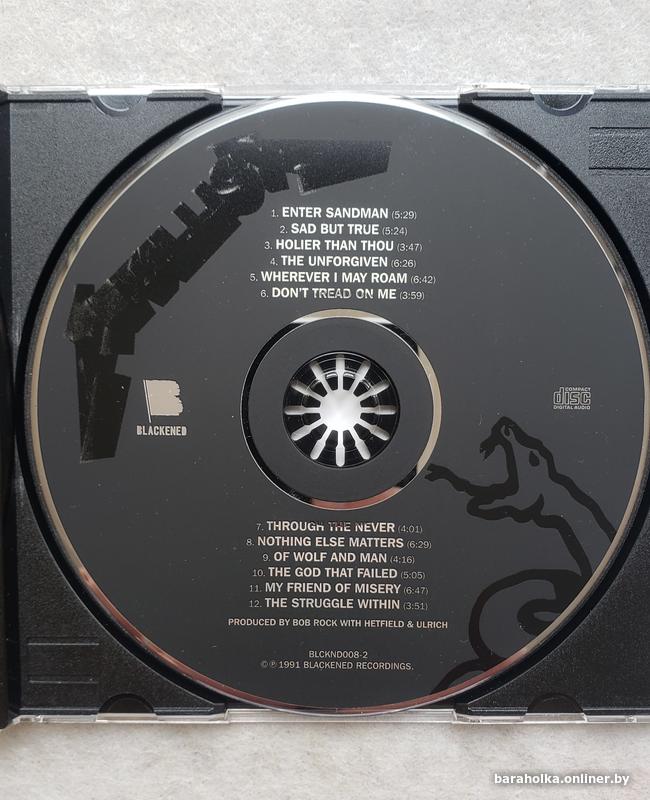 METALLICA
1. ENTER SANDMAN (5:29)
2. SAD BUT TRUE (5:24)
3. HOLIER THAN THOU (3:47)
4. THE UNFORGIVEN (6:26)
5. WHEREVER I MAY ROAM (6:42)
6. DON'T TREAD ON ME (3:59)
BLACKENED
COMPACT
disc
DIGITAL AUDIO
7. THROUGH THE NEVER (4:01)
8. NOTHING ELSE MATTERS (6:29)
9. OF WOLF AND MAN (4:16)
10. THE GOD THAT FAILED (5:05)
11. MY FRIEND OF MISERY (6:47)
12. THE STRUGGLE WITHIN (3:51)
PRODUCED BY BOB ROCK WITH HETFIELD & ULRICH
BLCKND008-2
©℗ 1991 BLACKENED RECORDINGS.
baraholka.onliner.by